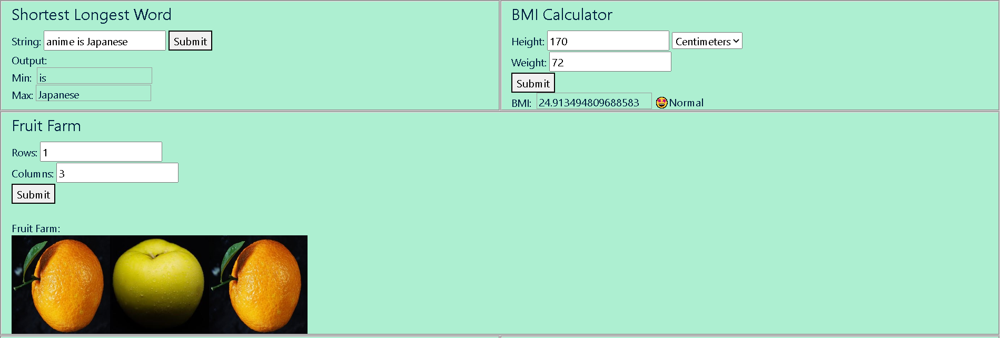 Shortest Longest Word
String: anime is Japanese Submit
Output:
Min: is
Max: Japanese
BMI Calculator
Height: 170 Centimeters
Weight: 72
Submit
BMI: 24.913494809688583 🤩Normal
Fruit Farm
Rows: 1
Columns: 3
Submit
Fruit Farm: